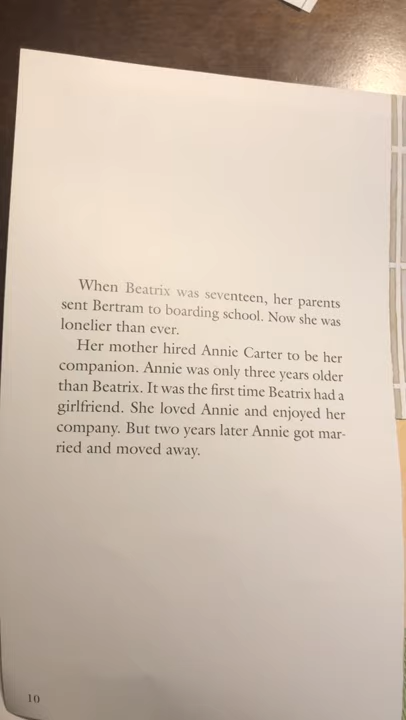 When Beatrix was seventeen, her parents
sent Bertram to boarding school. Now she was
lonelier than ever.
Her mother hired Annie Carter to be her
companion. Annie was only three years older
than Beatrix. It was the first time Beatrix had a
girlfriend. She loved Annie and enjoyed her
company. But two years later Annie got mar-
ried and moved away.
10